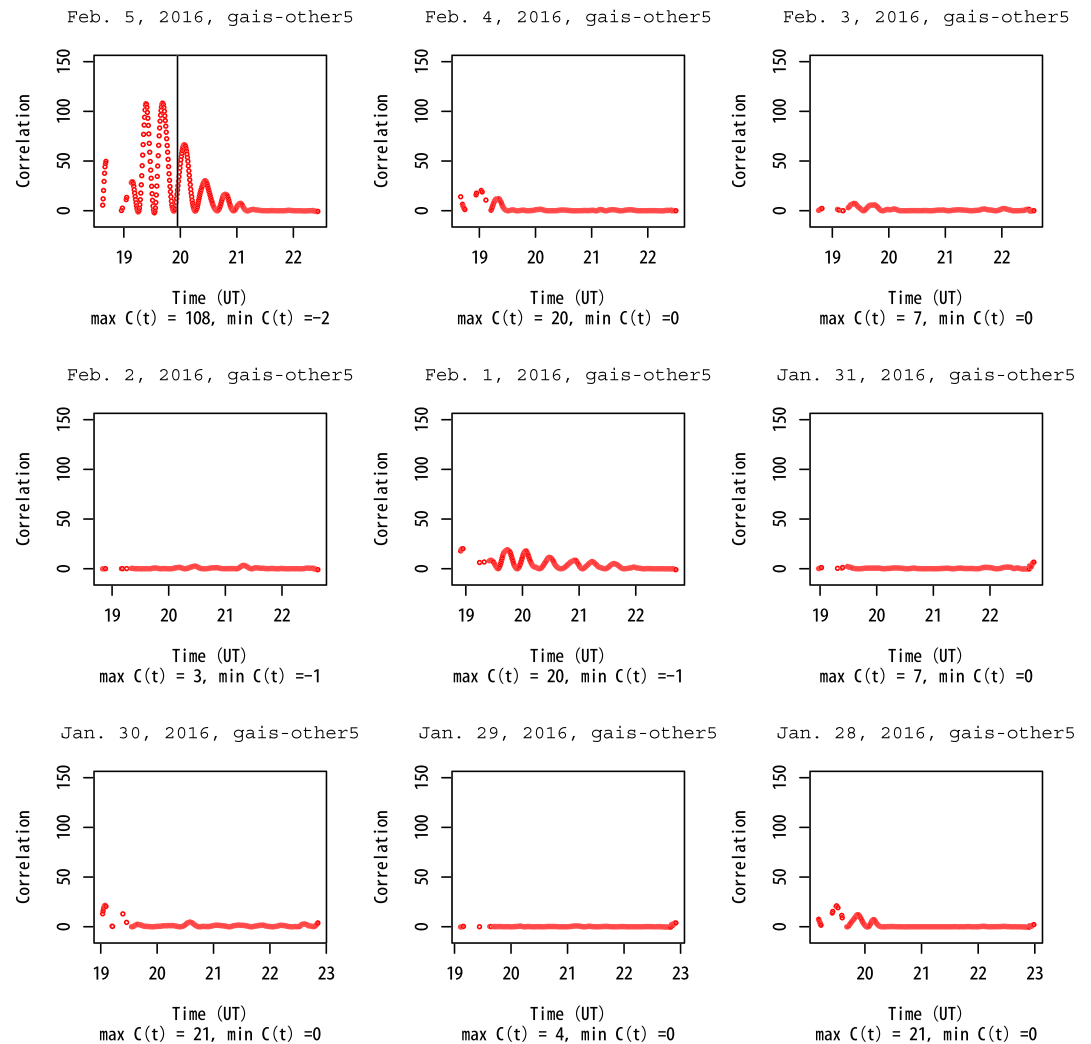 Feb. 5, 2016, gais-other5
Correlation
150
100
50
0
19 20 21 22
Time (UT)
max C(t) = 108, min C(t) =-2
Feb. 4, 2016, gais-other5
Correlation
150
100
50
0
19 20 21 22
Time (UT)
max C(t) = 20, min C(t) =0
Feb. 3, 2016, gais-other5
Correlation
150
100
50
0
19 20 21 22
Time (UT)
max C(t) = 7, min C(t) =0
Feb. 2, 2016, gais-other5
Correlation
150
100
50
0
19 20 21 22
Time (UT)
max C(t) = 3, min C(t) =-1
Feb. 1, 2016, gais-other5
Correlation
150
100
50
0
19 20 21 22
Time (UT)
max C(t) = 20, min C(t) =-1
Jan. 31, 2016, gais-other5
Correlation
150
100
50
0
19 20 21 22
Time (UT)
max C(t) = 7, min C(t) =0
Jan. 30, 2016, gais-other5
Correlation
150
100
50
0
19 20 21 22 23
Time (UT)
max C(t) = 21, min C(t) =0
Jan. 29, 2016, gais-other5
Correlation
150
100
50
0
19 20 21 22 23
Time (UT)
max C(t) = 4, min C(t) =0
Jan. 28, 2016, gais-other5
Correlation
150
100
50
0
20 21 22 23
Time (UT)
max C(t) = 21, min C(t) =0